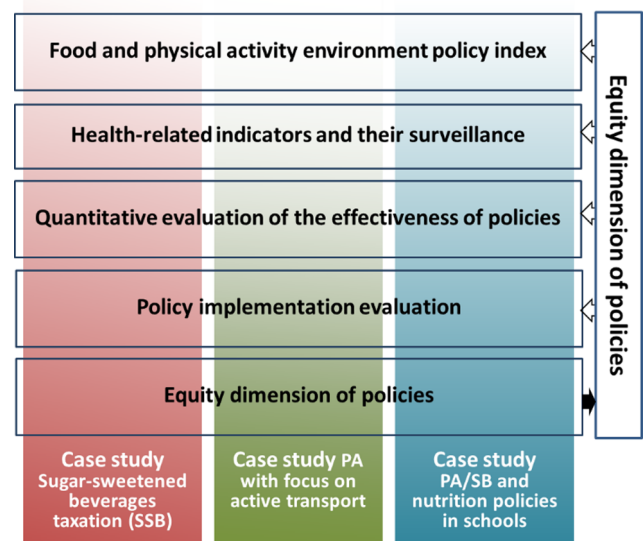 Food and physical activity environment policy index
Health-related indicators and their surveillance
Quantitative evaluation of the effectiveness of policies
Policy implementation evaluation
Equity dimension of policies
Equity dimension of policies
Case study
Sugar-sweetened
beverages
taxation (SSB)
Case study PA
with focus on
active transport
Case study
PA/SB and
nutrition policies
in schools